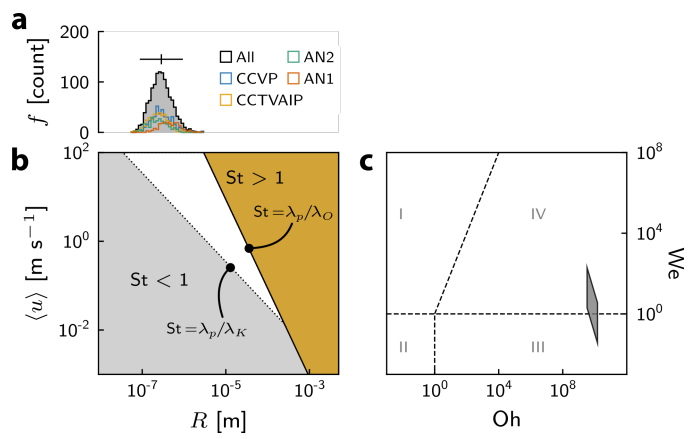 a
200
100
0
f [count]
All
AN2
CCVP
AN1
CCTVAIP
b
10²
10⁰
10⁻²
⟨u⟩ [m s⁻¹]
St > 1
St=λₚ/λ_O
St < 1
St=λₚ/λ_K
10⁻⁷
10⁻⁵
10⁻³
R [m]
c
I
IV
II
III
10⁸
10⁴
10⁰
We
10⁰
10⁴
10⁸
Oh